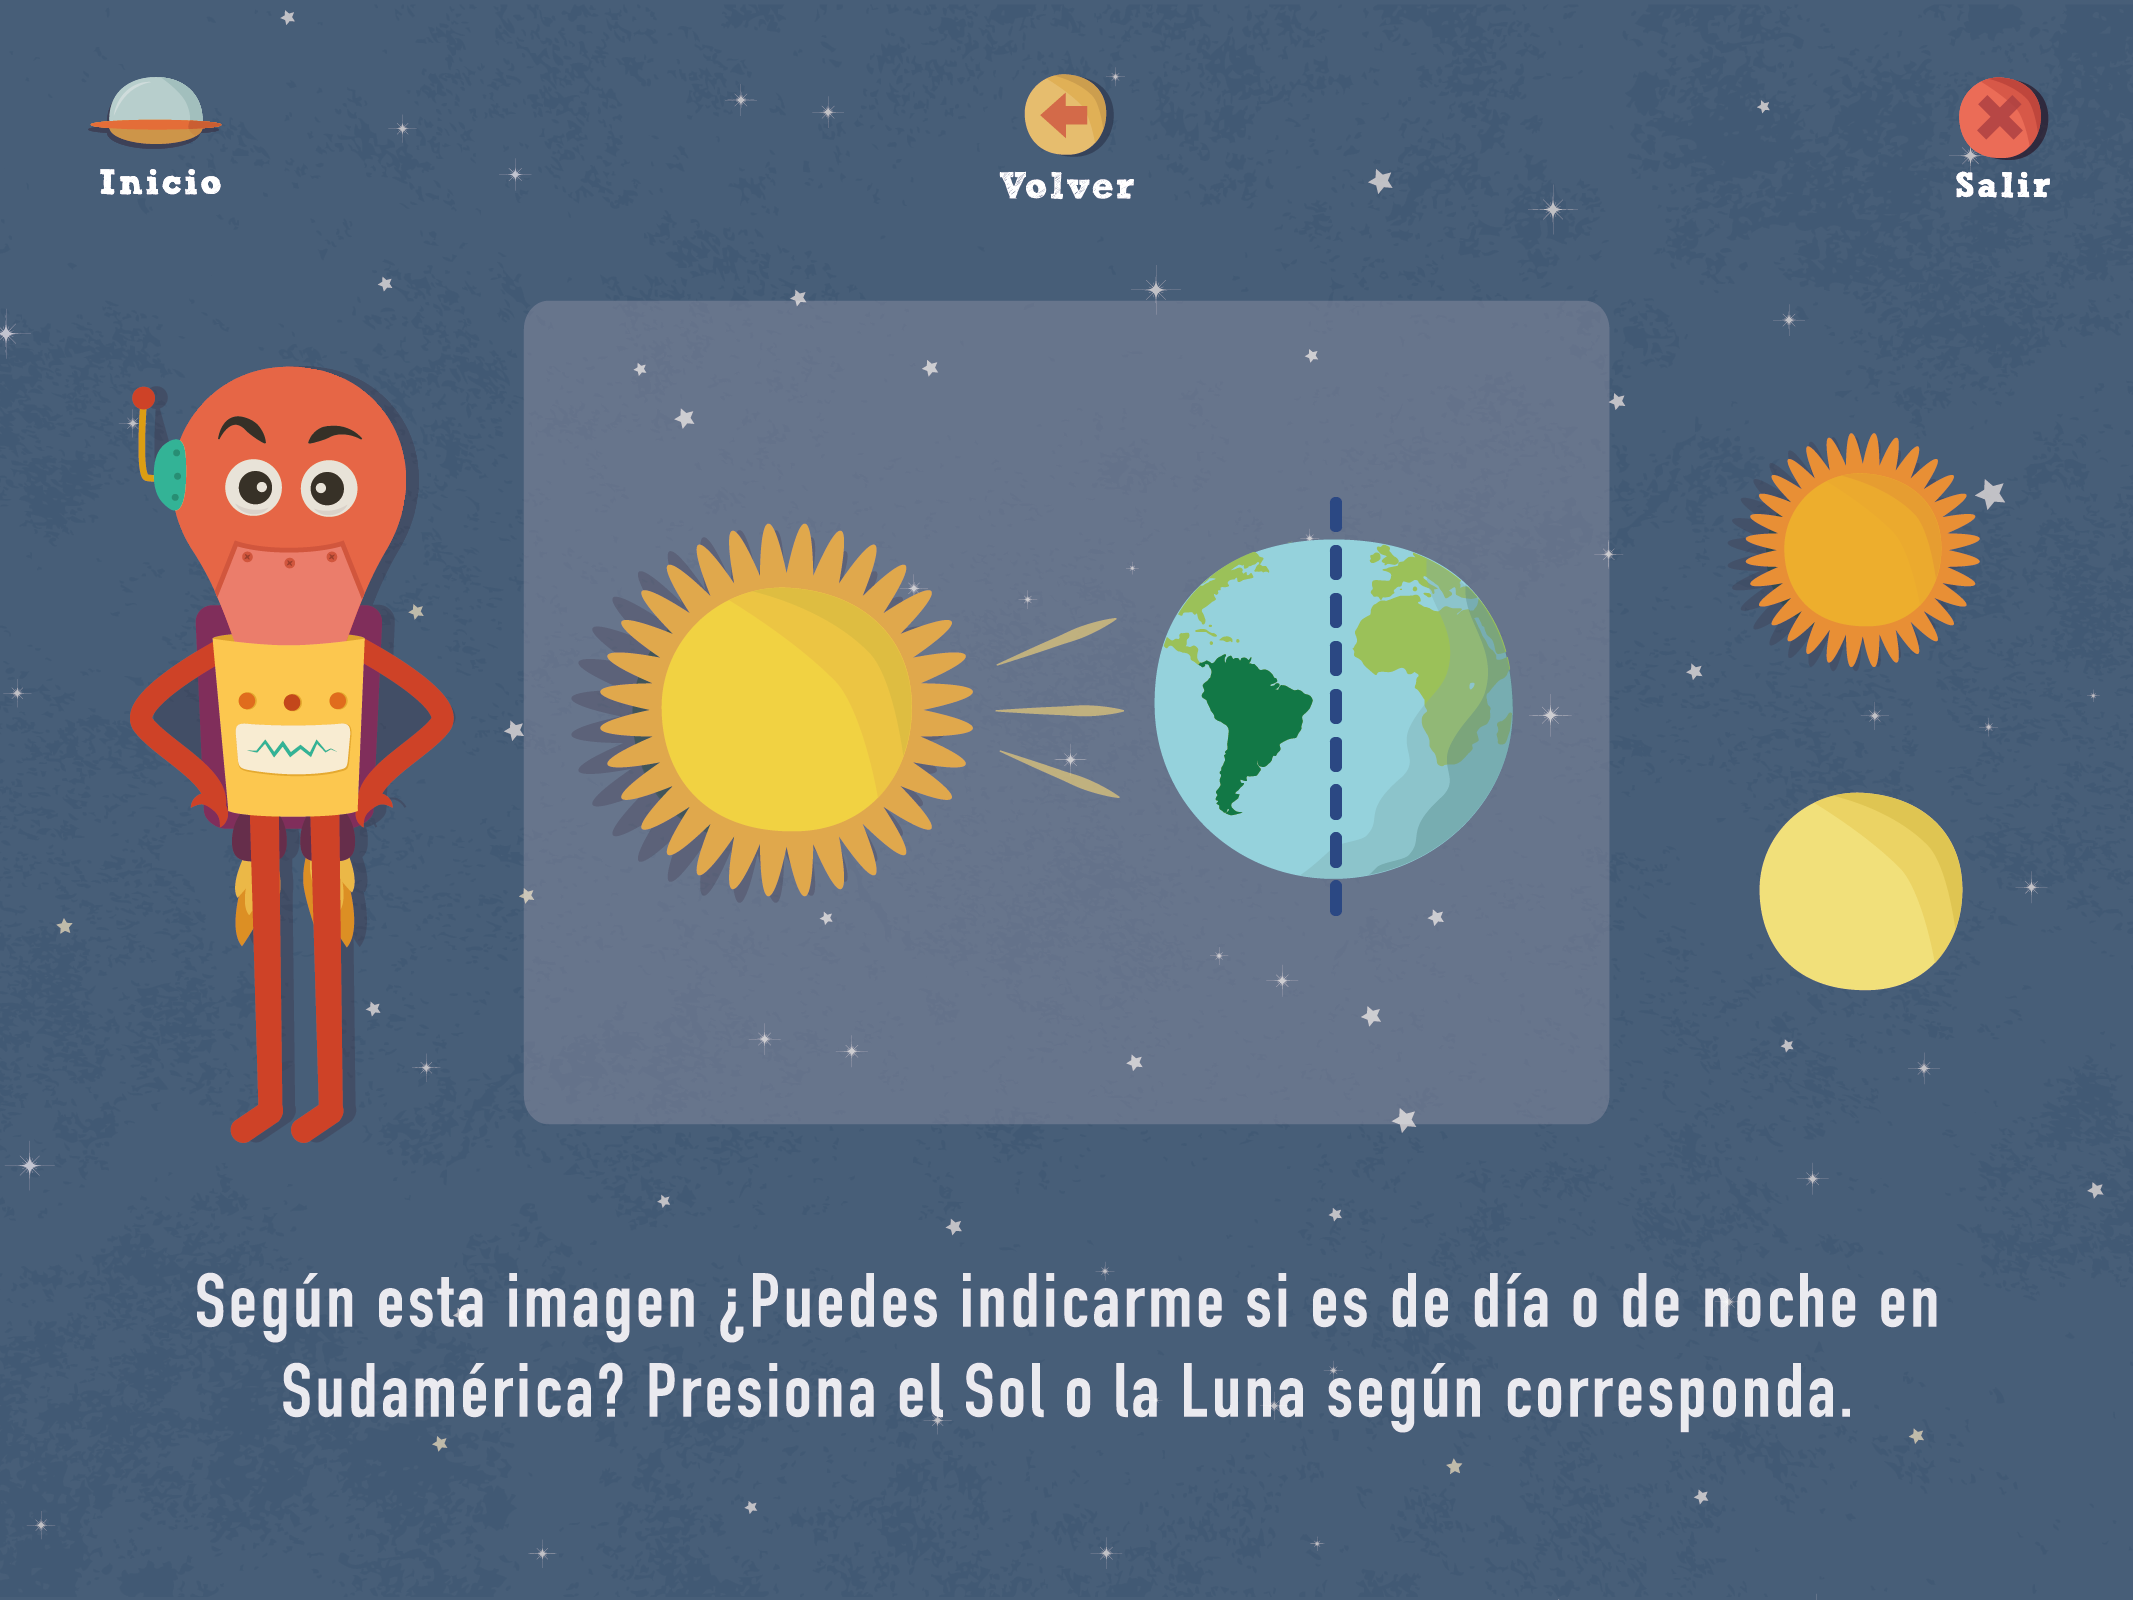 Inicio
Volver
Salir
Según esta imagen ¿Puedes indicarme si es de día o de noche en
Sudamérica? Presiona el Sol o la Luna según corresponda.